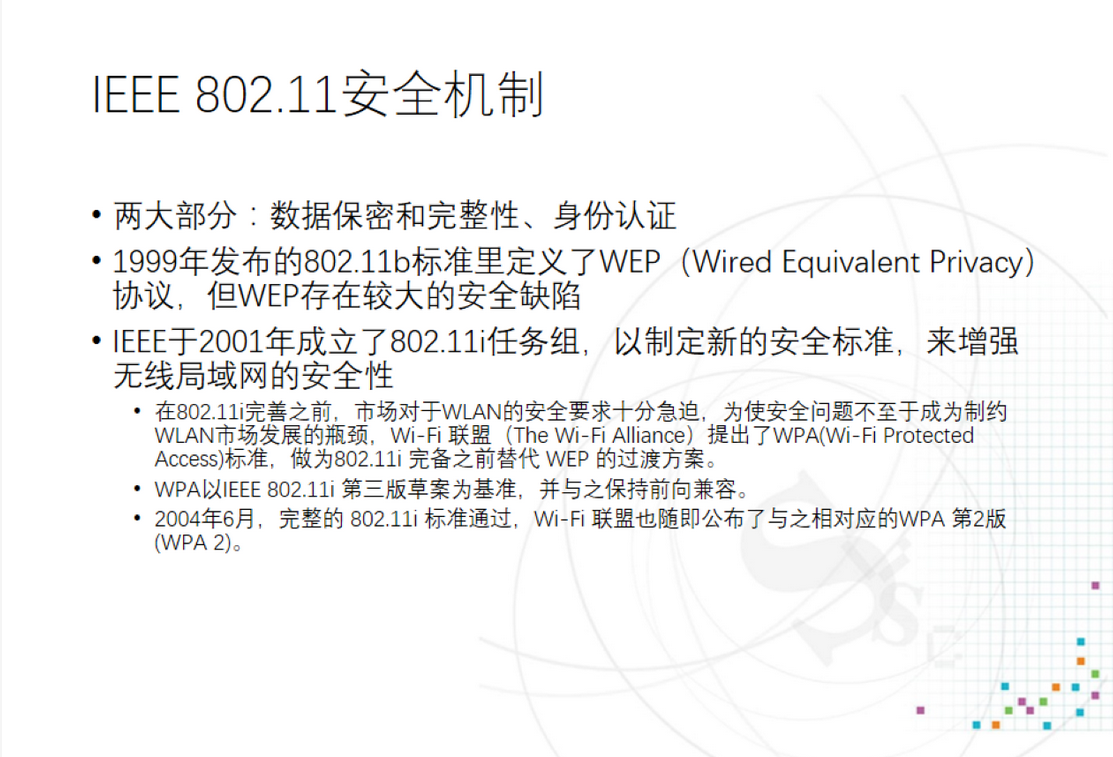 IEEE 802.11安全机制
• 两大部分：数据保密和完整性、身份认证
• 1999年发布的802.11b标准里定义了WEP（Wired Equivalent Privacy）
协议，但WEP存在较大的安全缺陷
• IEEE于2001年成立了802.11i任务组，以制定新的安全标准，来增强
无线局域网的安全性
• 在802.11i完善之前，市场对于WLAN的安全要求十分急迫，为使安全问题不至于成为制约
WLAN市场发展的瓶颈，Wi-Fi 联盟（The Wi-Fi Alliance）提出了WPA(Wi-Fi Protected
Access)标准，做为802.11i 完备之前替代 WEP 的过渡方案。
• WPA以IEEE 802.11i 第三版草案为基准，并与之保持前向兼容。
• 2004年6月，完整的 802.11i 标准通过，Wi-Fi 联盟也随即公布了与之相对应的WPA 第2版
(WPA 2)。